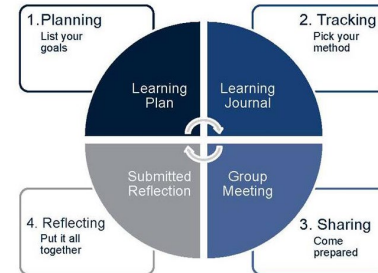 1.Planning
List your
goals
2. Tracking
Pick your
method
Learning
Plan
Learning
Journal
Submitted
Reflection
Group
Meeting
4. Reflecting
Put it all
together
3. Sharing
Come
prepared